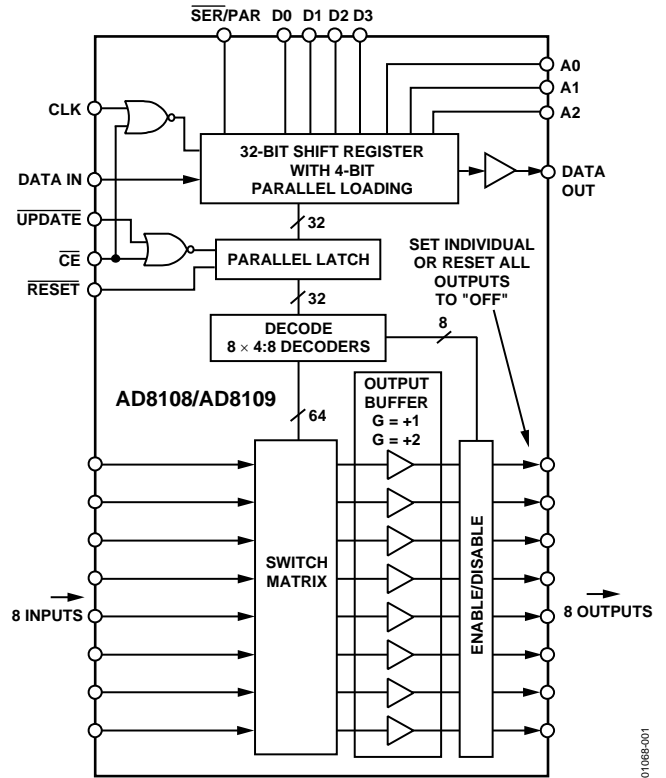 SER/PAR D0 D1 D2 D3
A0
A1
A2
CLK
32-BIT SHIFT REGISTER
WITH 4-BIT
PARALLEL LOADING
DATA IN
DATA
OUT
UPDATE
32
CE
PARALLEL LATCH
SET INDIVIDUAL
OR RESET ALL
OUTPUTS
TO "OFF"
RESET
32
DECODE
8 × 4:8 DECODERS
8
AD8108/AD8109
OUTPUT
BUFFER
G = +1
G = +2
64
SWITCH
MATRIX
ENABLE/DISABLE
8 INPUTS
8 OUTPUTS
01068-001